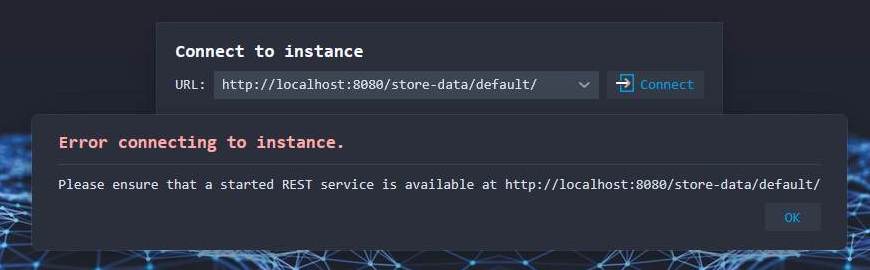 Connect to instance
URL: http://localhost:8080/store-data/default/ Connect
Error connecting to instance.
Please ensure that a started REST service is available at http://localhost:8080/store-data/default/
OK